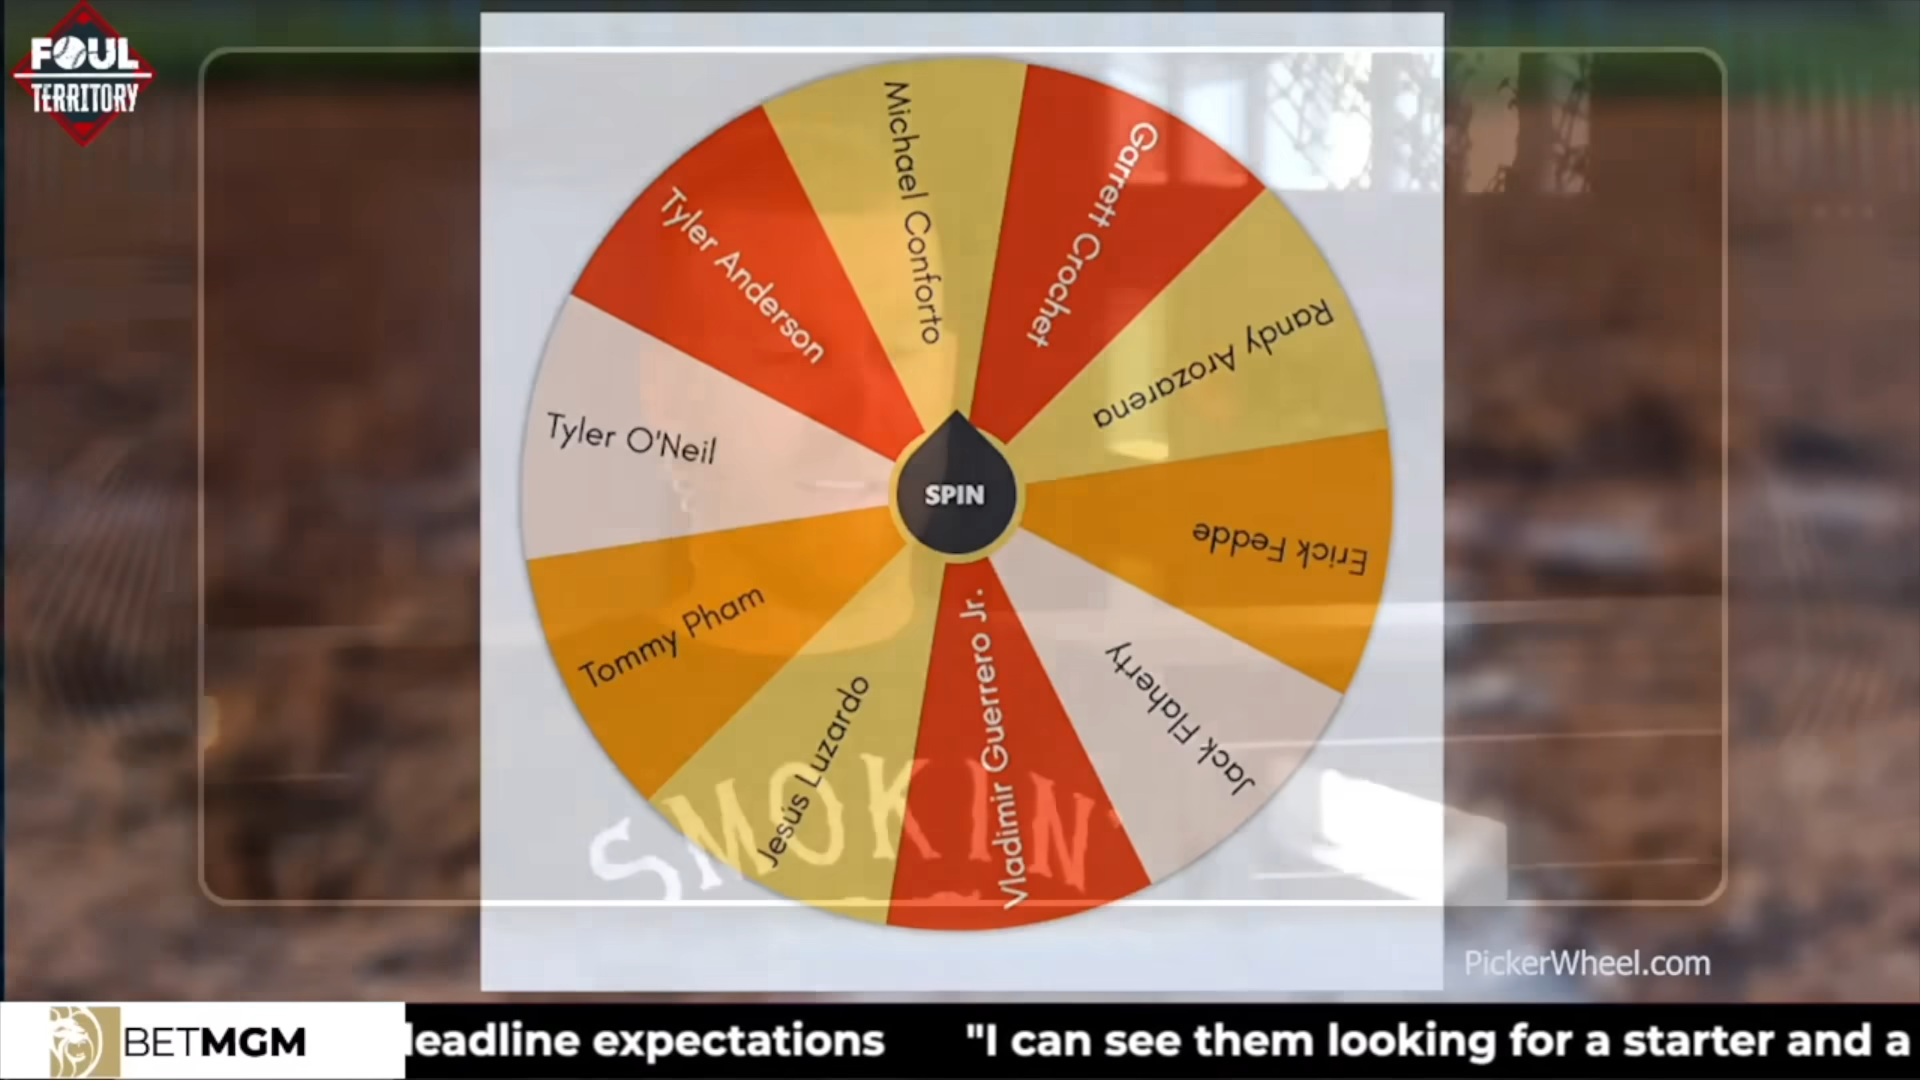 FOUL
TERRITORY
Michael Conforto
Garrett Crochet
Randy Arozarena
Erick Fedde
Jack Flaherty
Vladimir Guerrero Jr.
Jesús Luzardo
Tommy Pham
Tyler O'Neil
Tyler Anderson
SPIN
SMOKIN'
PickerWheel.com
BETMGM
leadline expectations "I can see them looking for a starter and a